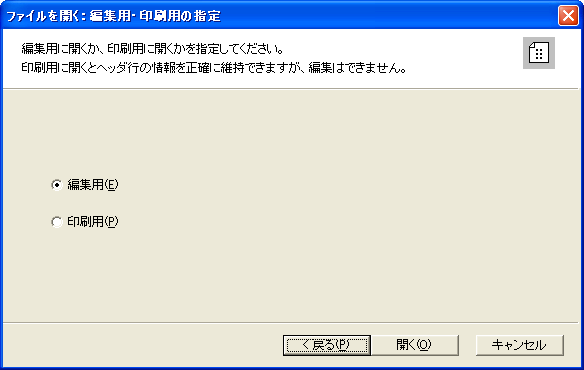 ファイルを開く：編集用・印刷用の指定
編集用に開くか、印刷用に開くかを指定してください。
印刷用に開くとヘッダ行の情報を正確に維持できますが、編集はできません。
編集用(E)
印刷用(P)
< 戻る(P) 開く(O) キャンセル